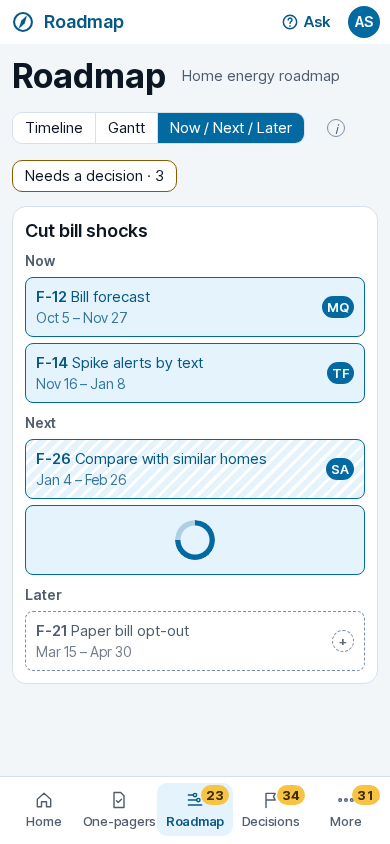 Roadmap
Ask
AS
Roadmap
Home energy roadmap
Timeline
Gantt
Now / Next / Later
i
Needs a decision · 3
Cut bill shocks
Now
F-12 Bill forecast
Oct 5 – Nov 27
MQ
F-14 Spike alerts by text
Nov 16 – Jan 8
TF
Next
F-26 Compare with similar homes
Jan 4 – Feb 26
SA
Later
F-21 Paper bill opt-out
Mar 15 – Apr 30
+
23
34
31
Home
One-pagers
Roadmap
Decisions
More